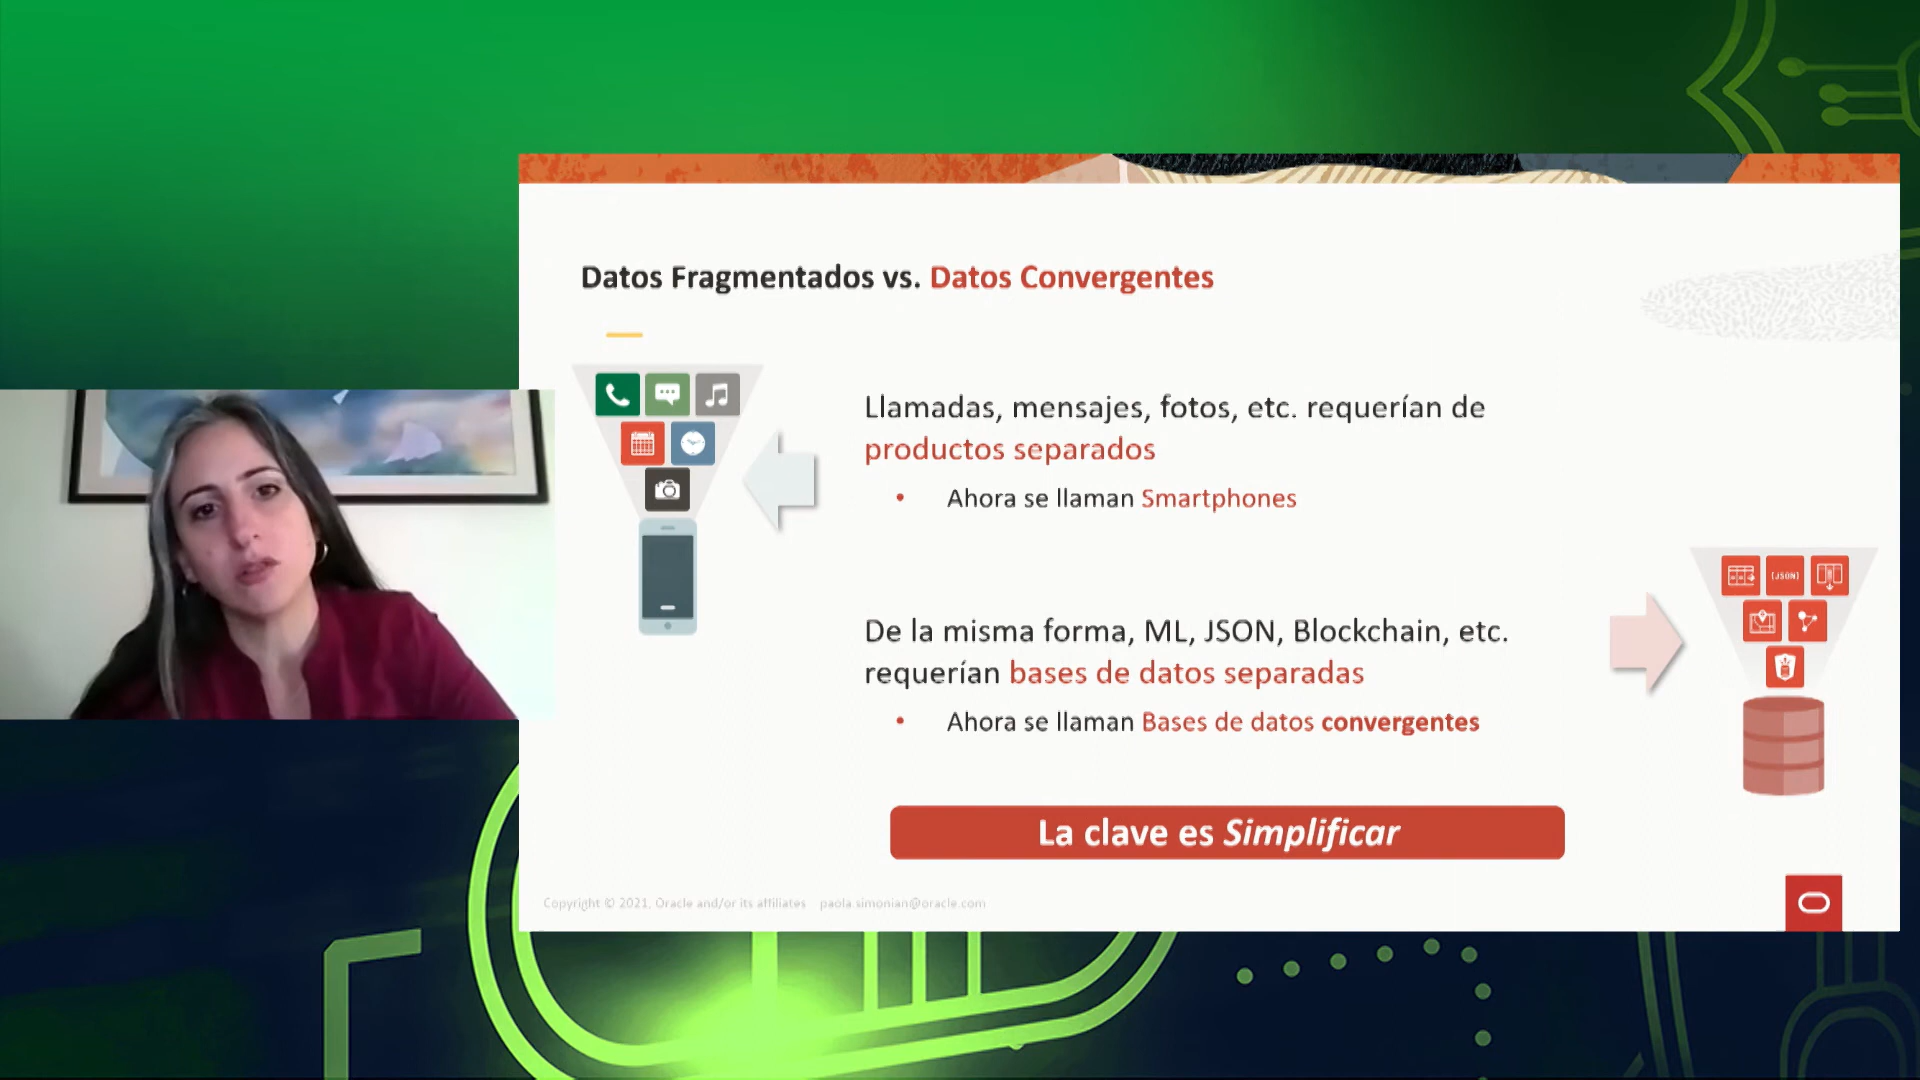 Datos Fragmentados vs. Datos Convergentes
Llamadas, mensajes, fotos, etc. requerían de
productos separados
• Ahora se llaman Smartphones
[JSON]
De la misma forma, ML, JSON, Blockchain, etc.
requerían bases de datos separadas
• Ahora se llaman Bases de datos convergentes
La clave es Simplificar
Copyright © 2021, Oracle and/or its affiliates paola.simonian@oracle.com